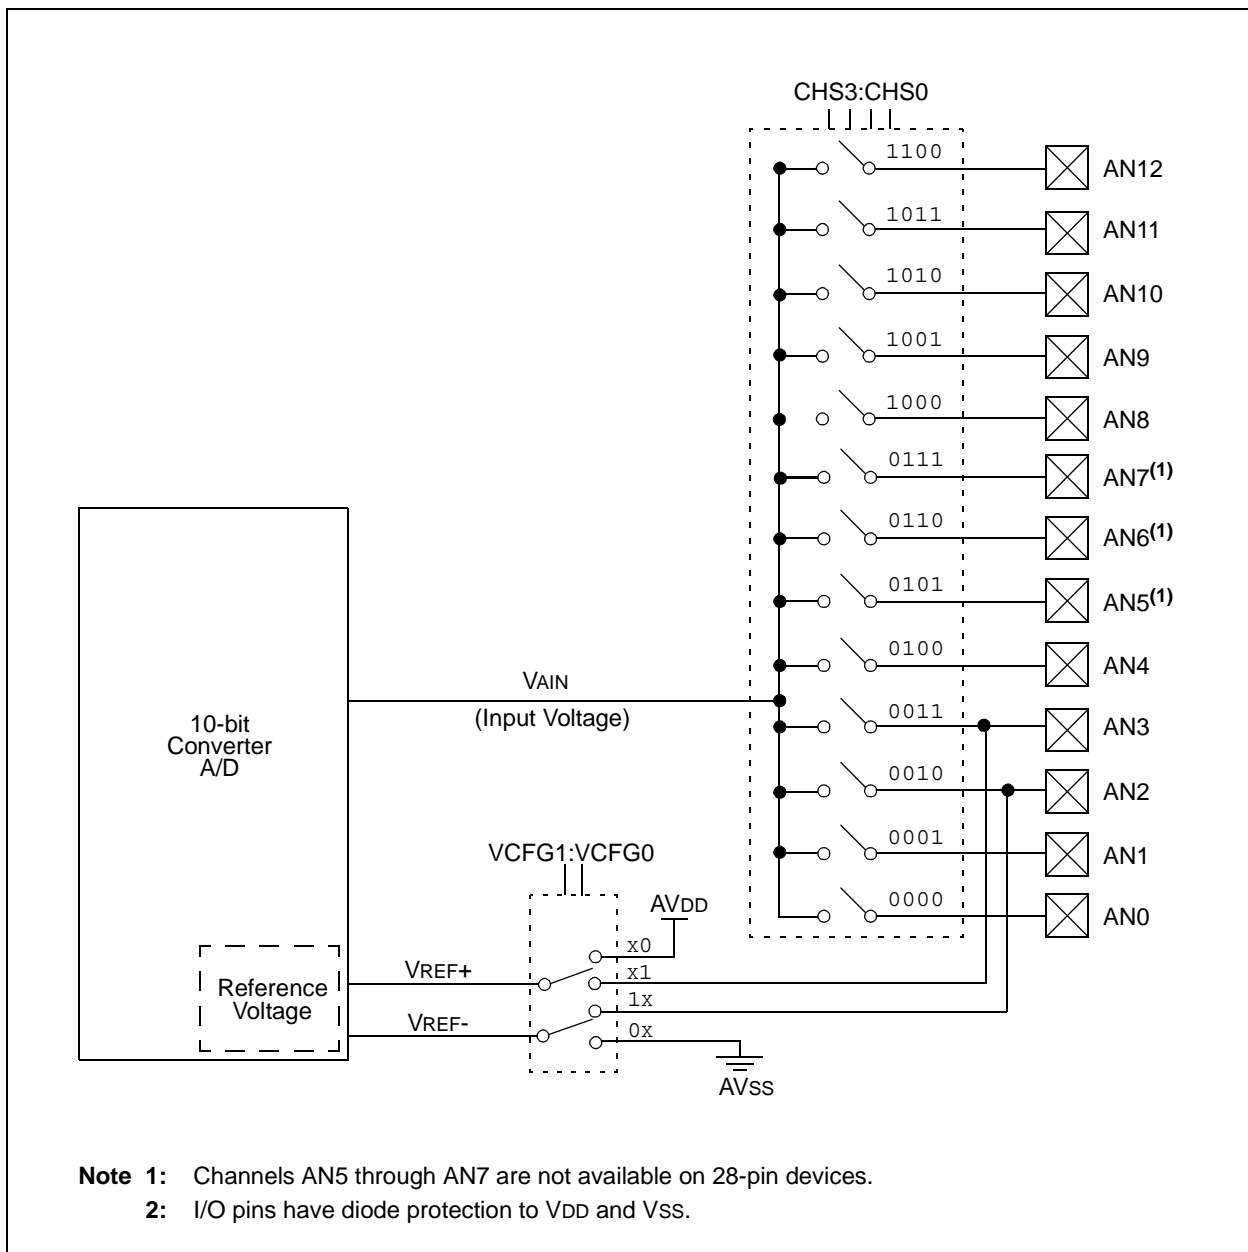 CHS3:CHS0
1100 AN12
1011 AN11
1010 AN10
1001 AN9
1000 AN8
0111 AN7(1)
0110 AN6(1)
0101 AN5(1)
0100 AN4
VAIN
(Input Voltage)
0011 AN3
10-bit
Converter
A/D
0010 AN2
0001 AN1
VCFG1:VCFG0
0000 AN0
AVDD
x0
VREF+
x1
Reference
Voltage
1x
VREF-
0x
AVSS
Note 1: Channels AN5 through AN7 are not available on 28-pin devices.
2: I/O pins have diode protection to VDD and VSS.